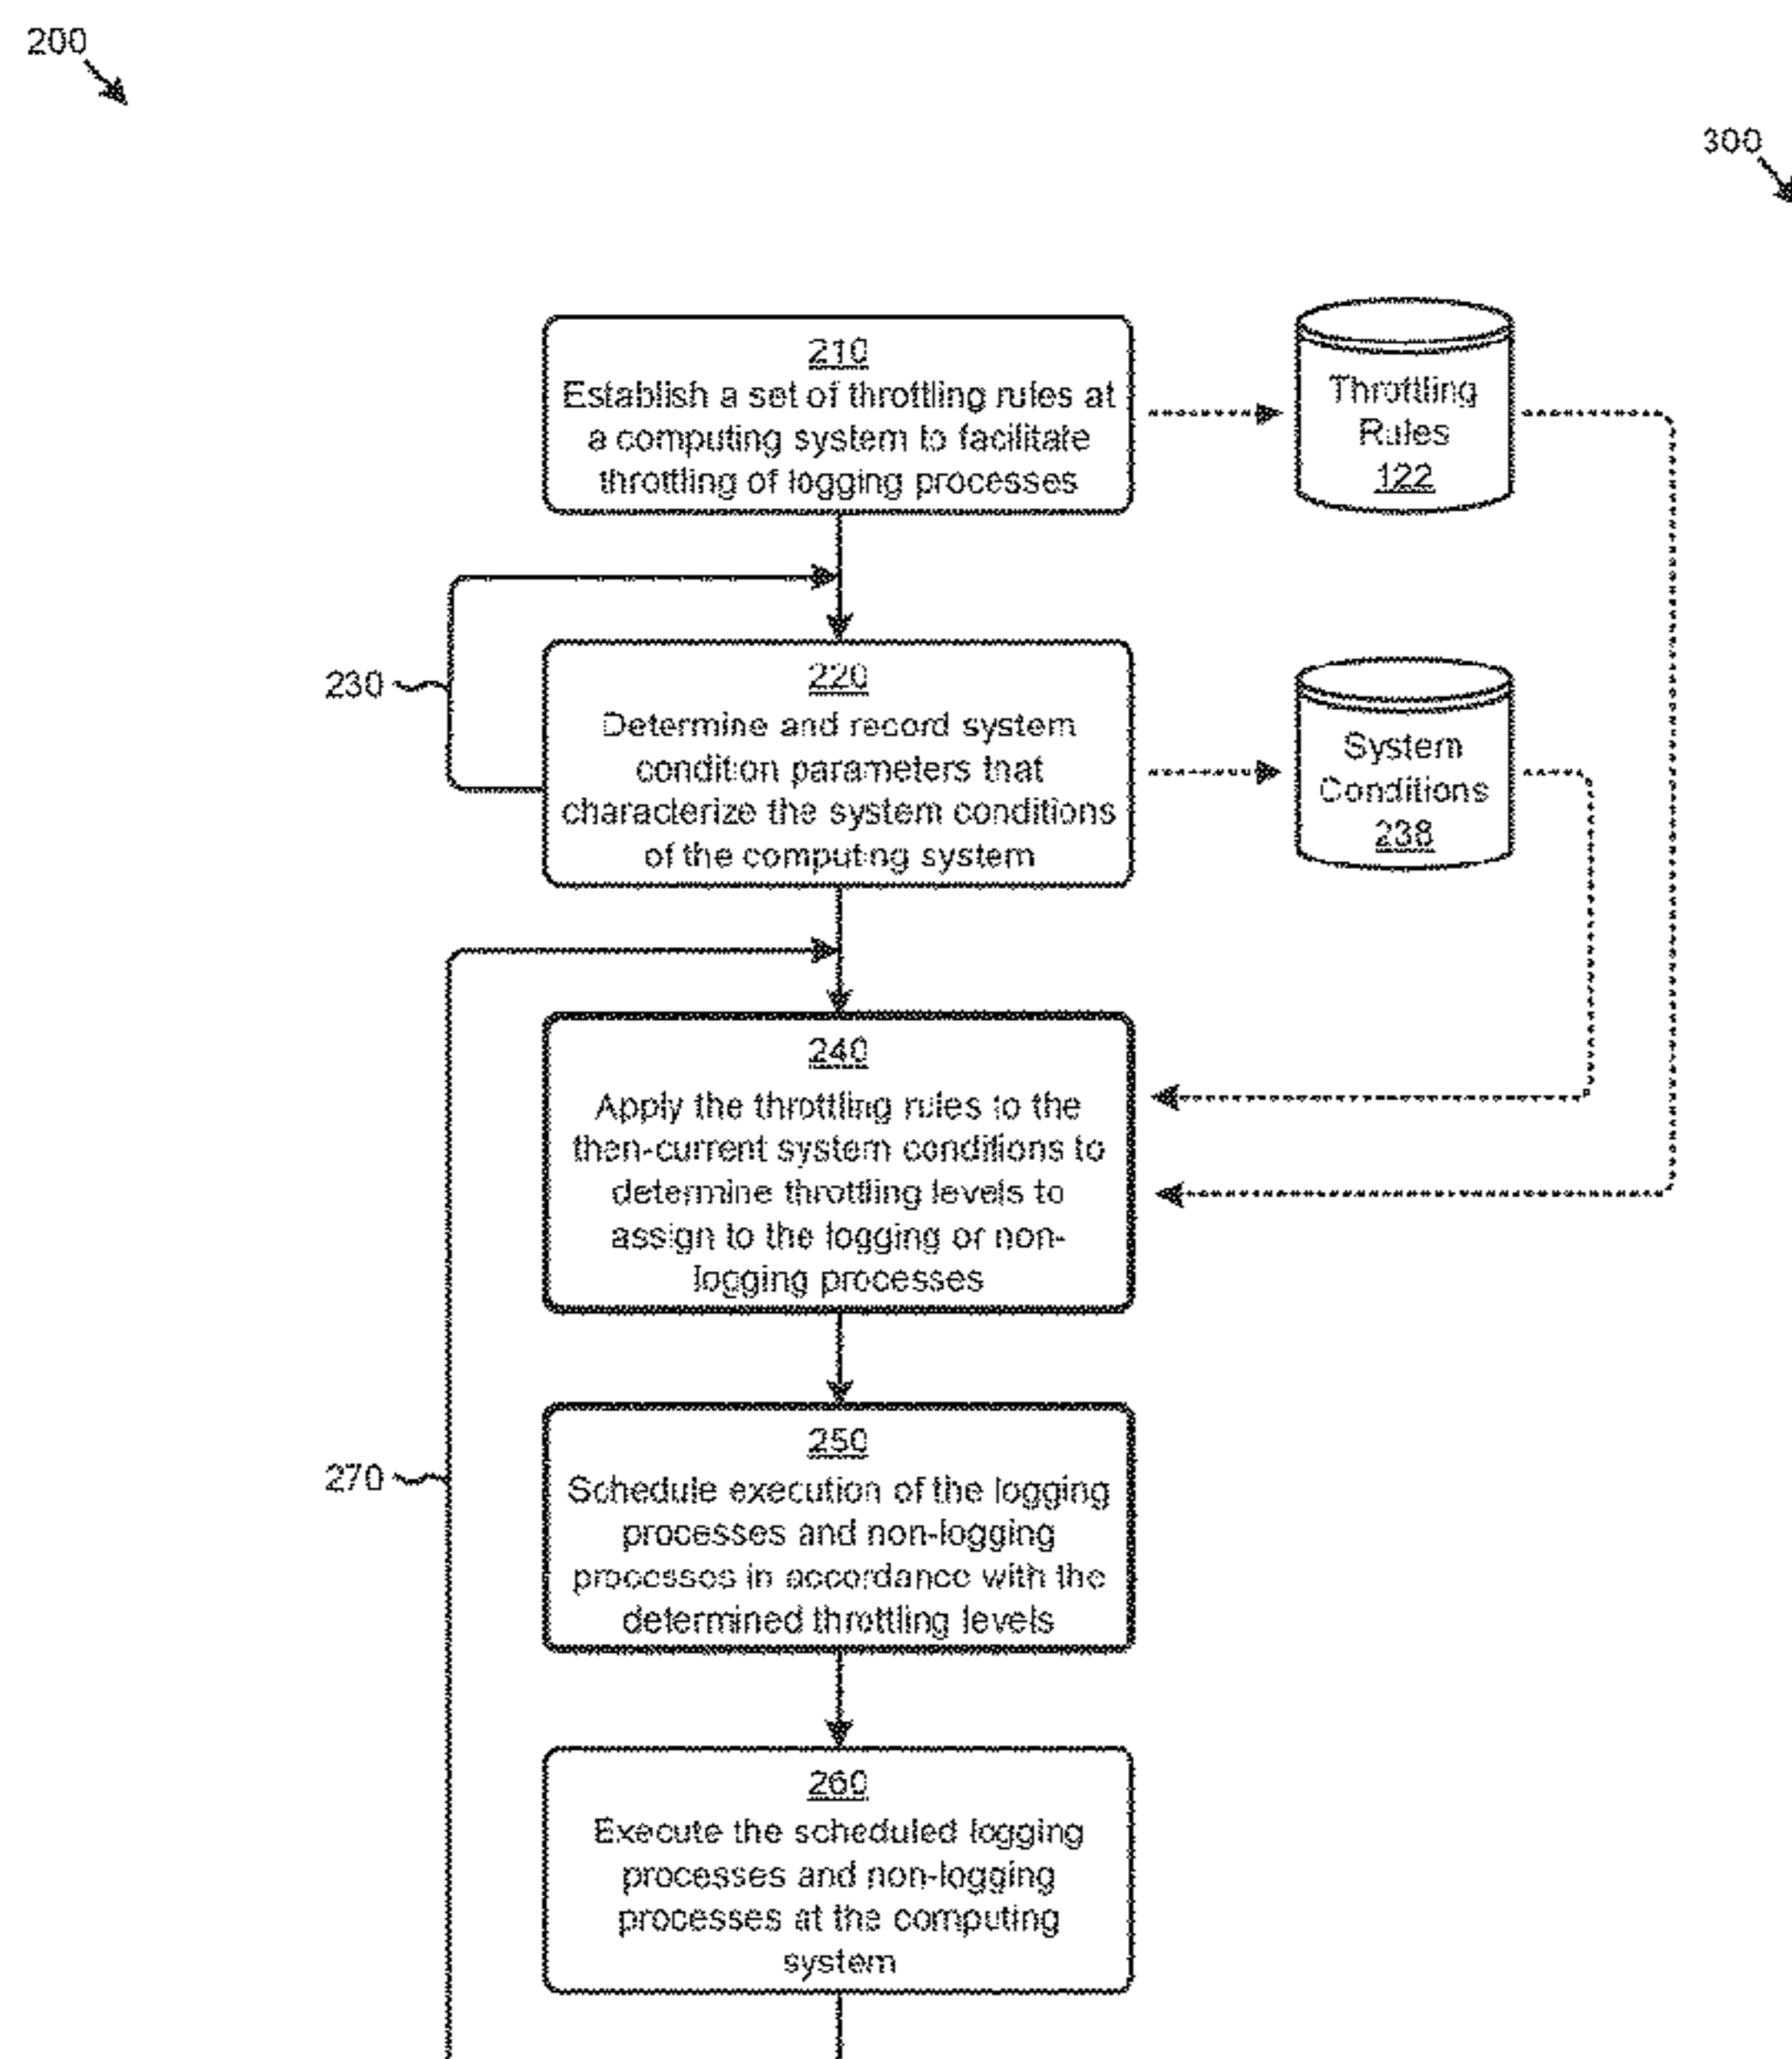 200
300
210
Establish a set of throttling rules at
a computing system to facilitate
throttling of logging processes
Throttling
Rules
122
230
220
Determine and record system
condition parameters that
characterize the system conditions
of the computing system
System
Conditions
238
240
Apply the throttling rules to the
then-current system conditions to
determine throttling levels to
assign to the logging or non-
logging processes
270
250
Schedule execution of the logging
processes and non-logging
processes in accordance with the
determined throttling levels
260
Execute the scheduled logging
processes and non-logging
processes at the computing
system